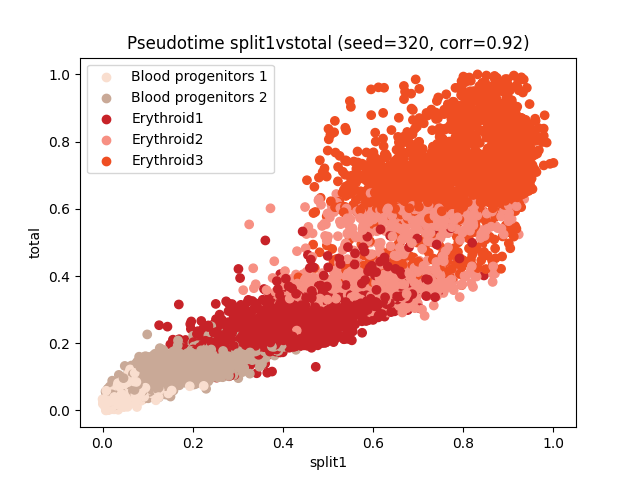 Pseudotime split1vstotal (seed=320, corr=0.92)
Blood progenitors 1
Blood progenitors 2
Erythroid1
Erythroid2
Erythroid3
1.0
0.8
0.6
0.4
0.2
0.0
total
0.0 0.2 0.4 0.6 0.8 1.0
split1